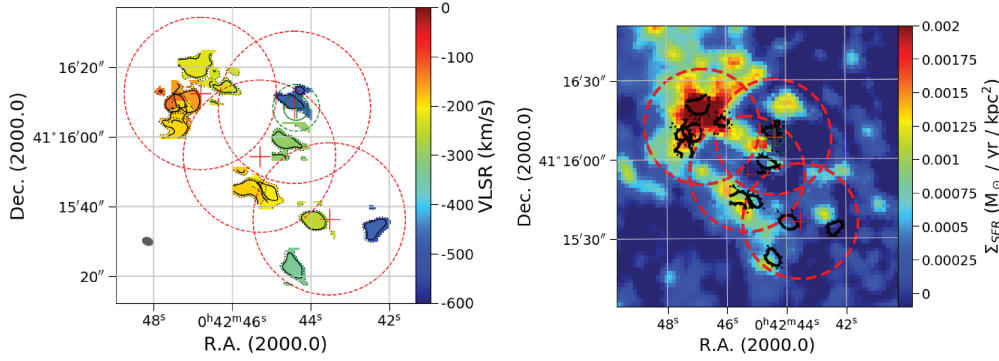 16'20"
41°16'00"
15'40"
20"
Dec. (2000.0)
48ˢ
0ʰ42ᵐ46ˢ
44ˢ
42ˢ
R.A. (2000.0)
0
-100
-200
-300
-400
-500
-600
VLSR (km/s)
16'30"
41°16'00"
15'30"
Dec. (2000.0)
48ˢ
46ˢ
0ʰ42ᵐ44ˢ
42ˢ
R.A. (2000.0)
0.002
0.00175
0.0015
0.00125
0.001
0.00075
0.0005
0.00025
0
Σ_SFR (M_⊙ / yr / kpc²)